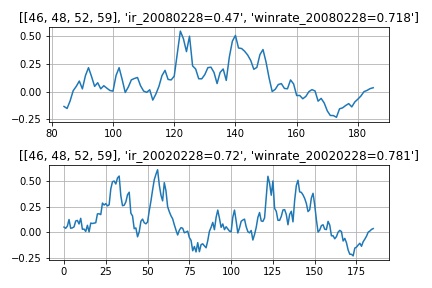 [[46, 48, 52, 59], 'ir_20080228=0.47', 'winrate_20080228=0.718']
0.50
0.25
0.00
−0.25
80 100 120 140 160 180
[[46, 48, 52, 59], 'ir_20020228=0.72', 'winrate_20020228=0.781']
0.50
0.25
0.00
−0.25
0 25 50 75 100 125 150 175